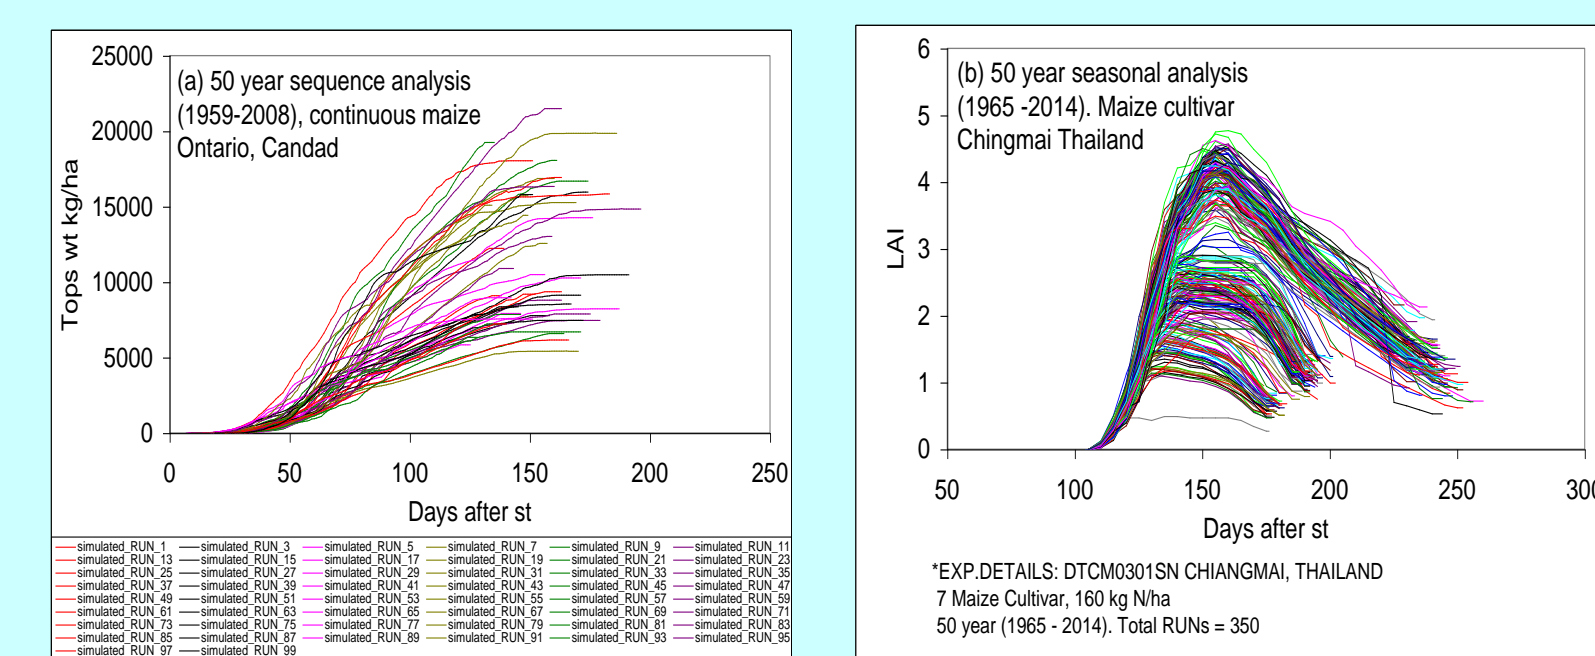 25000
20000
15000
10000
5000
0
Tops wt kg/ha
(a) 50 year sequence analysis
(1959-2008), continuous maize
Ontario, Candad
0 50 100 150 200 250
Days after st
simulated_RUN_1 simulated_RUN_3 simulated_RUN_5 simulated_RUN_7 simulated_RUN_9 simulated_RUN_11
simulated_RUN_13 simulated_RUN_15 simulated_RUN_17 simulated_RUN_19 simulated_RUN_21 simulated_RUN_23
simulated_RUN_25 simulated_RUN_27 simulated_RUN_29 simulated_RUN_31 simulated_RUN_33 simulated_RUN_35
simulated_RUN_37 simulated_RUN_39 simulated_RUN_41 simulated_RUN_43 simulated_RUN_45 simulated_RUN_47
simulated_RUN_49 simulated_RUN_51 simulated_RUN_53 simulated_RUN_55 simulated_RUN_57 simulated_RUN_59
simulated_RUN_61 simulated_RUN_63 simulated_RUN_65 simulated_RUN_67 simulated_RUN_69 simulated_RUN_71
simulated_RUN_73 simulated_RUN_75 simulated_RUN_77 simulated_RUN_79 simulated_RUN_81 simulated_RUN_83
simulated_RUN_85 simulated_RUN_87 simulated_RUN_89 simulated_RUN_91 simulated_RUN_93 simulated_RUN_95
simulated_RUN_97 simulated_RUN_99
6
5
4
3
2
1
0
LAI
(b) 50 year seasonal analysis
(1965 -2014). Maize cultivar
Chingmai Thailand
50 100 150 200 250 300
Days after st
*EXP.DETAILS: DTCM0301SN CHIANGMAI, THAILAND
7 Maize Cultivar, 160 kg N/ha
50 year (1965 - 2014). Total RUNs = 350